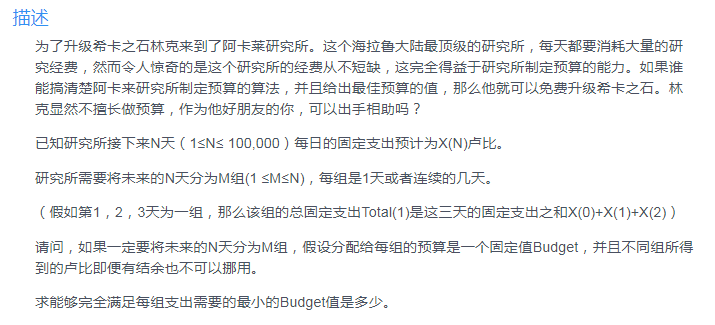 描述
为了升级希卡之石林克来到了阿卡莱研究所。这个海拉鲁大陆最顶级的研究所，每天都要消耗大量的研
究经费，然而令人惊奇的是这个研究所的经费从不短缺，这完全得益于研究所制定预算的能力。如果谁
能搞清楚阿卡来研究所制定预算的算法，并且给出最佳预算的值，那么他就可以免费升级希卡之石。林
克显然不擅长做预算，作为他好朋友的你，可以出手相助吗？
已知研究所接下来N天（1≤N≤ 100,000）每日的固定支出预计为X(N)卢比。
研究所需要将未来的N天分为M组(1 ≤M≤N)，每组是1天或者连续的几天。
（假如第1，2，3天为一组，那么该组的总固定支出Total(1)是这三天的固定支出之和X(0)+X(1)+X(2)）
请问，如果一定要将未来的N天分为M组，假设分配给每组的预算是一个固定值Budget，并且不同组所得
到的卢比即便有结余也不可以挪用。
求能够完全满足每组支出需要的最小的Budget值是多少。